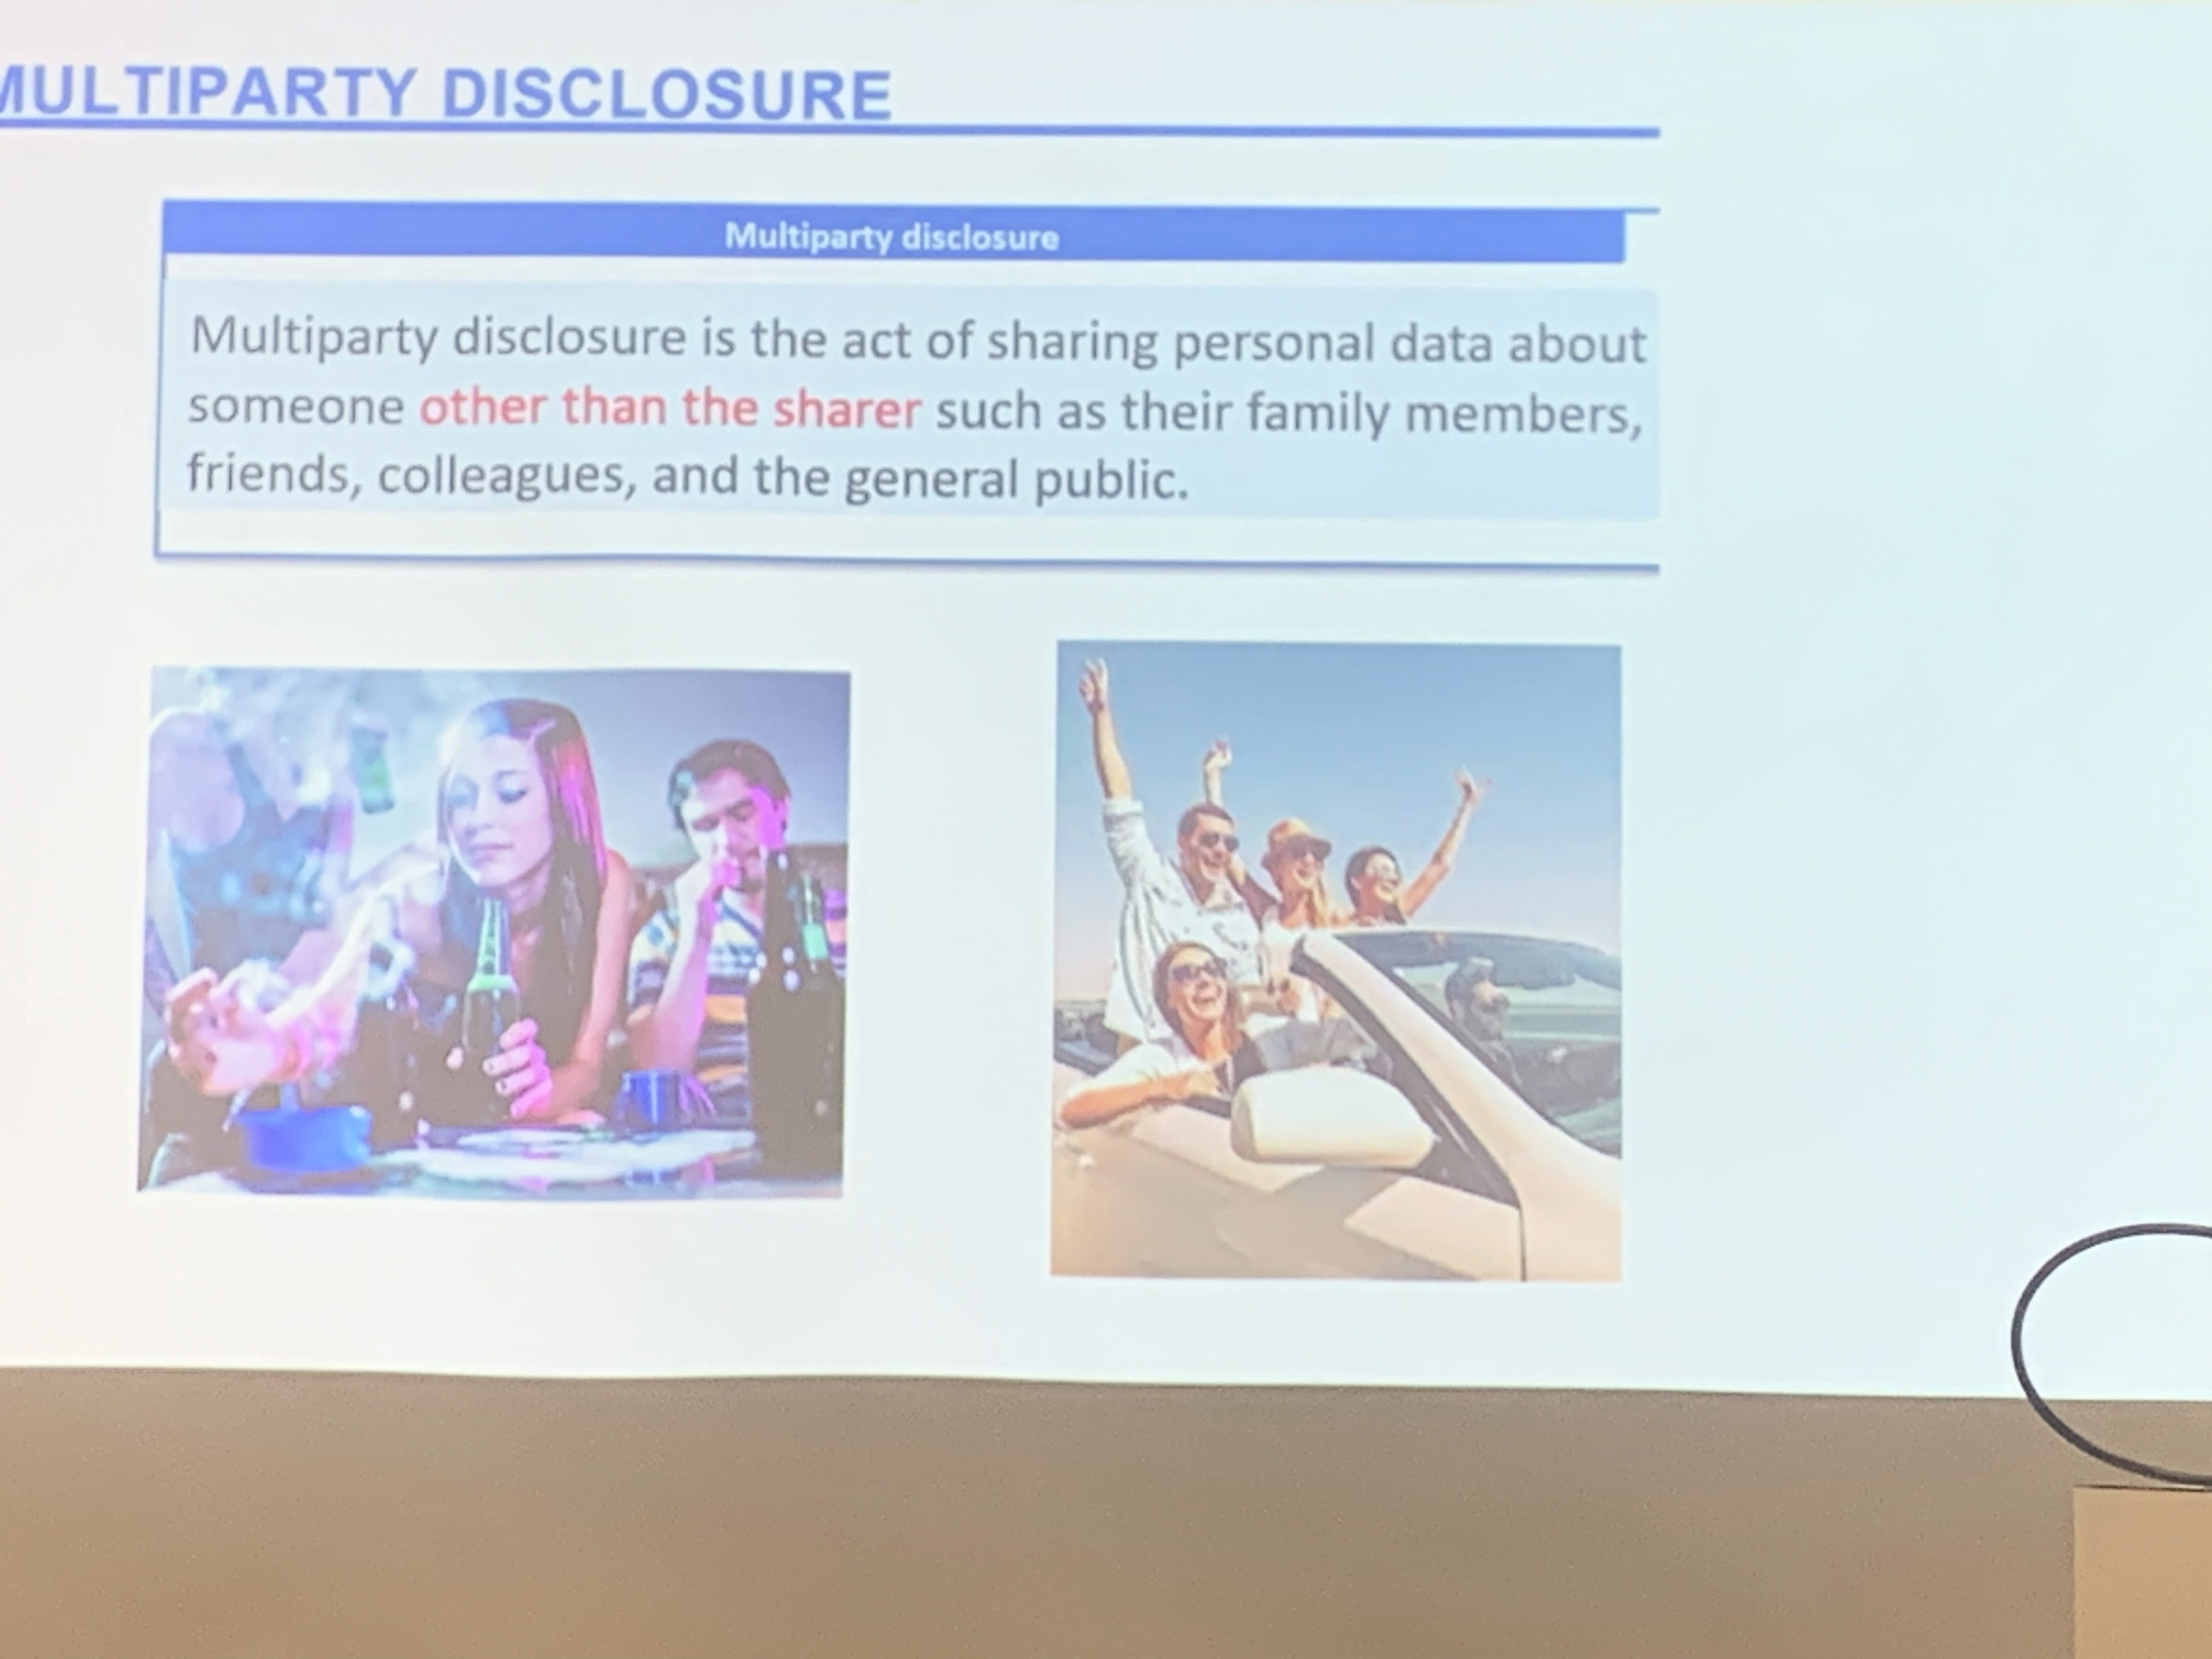 MULTIPARTY DISCLOSURE
Multiparty disclosure
Multiparty disclosure is the act of sharing personal data about
someone other than the sharer such as their family members,
friends, colleagues, and the general public.